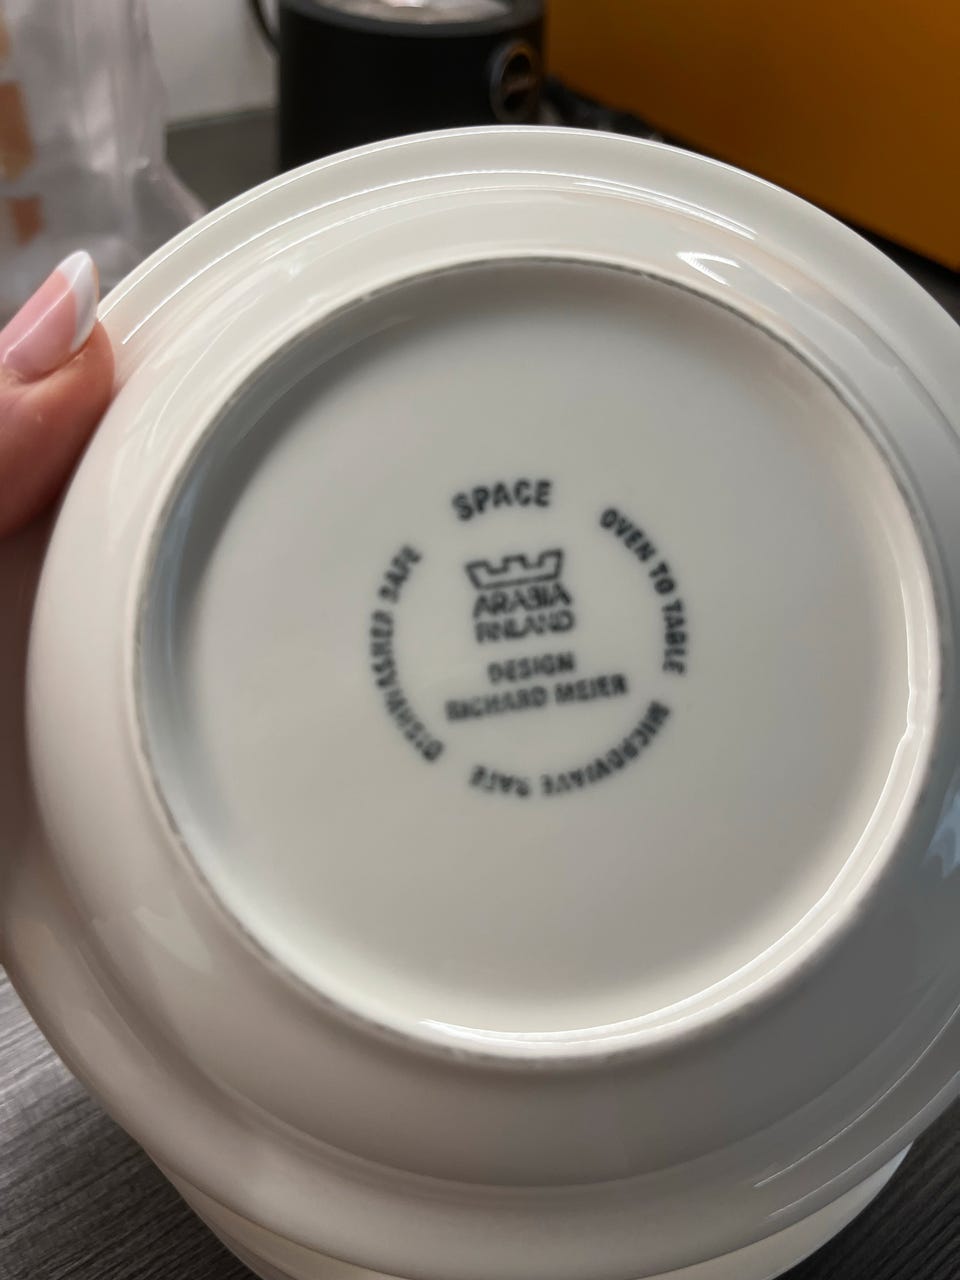 SPACE
OVEN TO TABLE
MICROWAVE SAFE
DISHWASHER SAFE
ARABIA
FINLAND
DESIGN
RICHARD MEIER